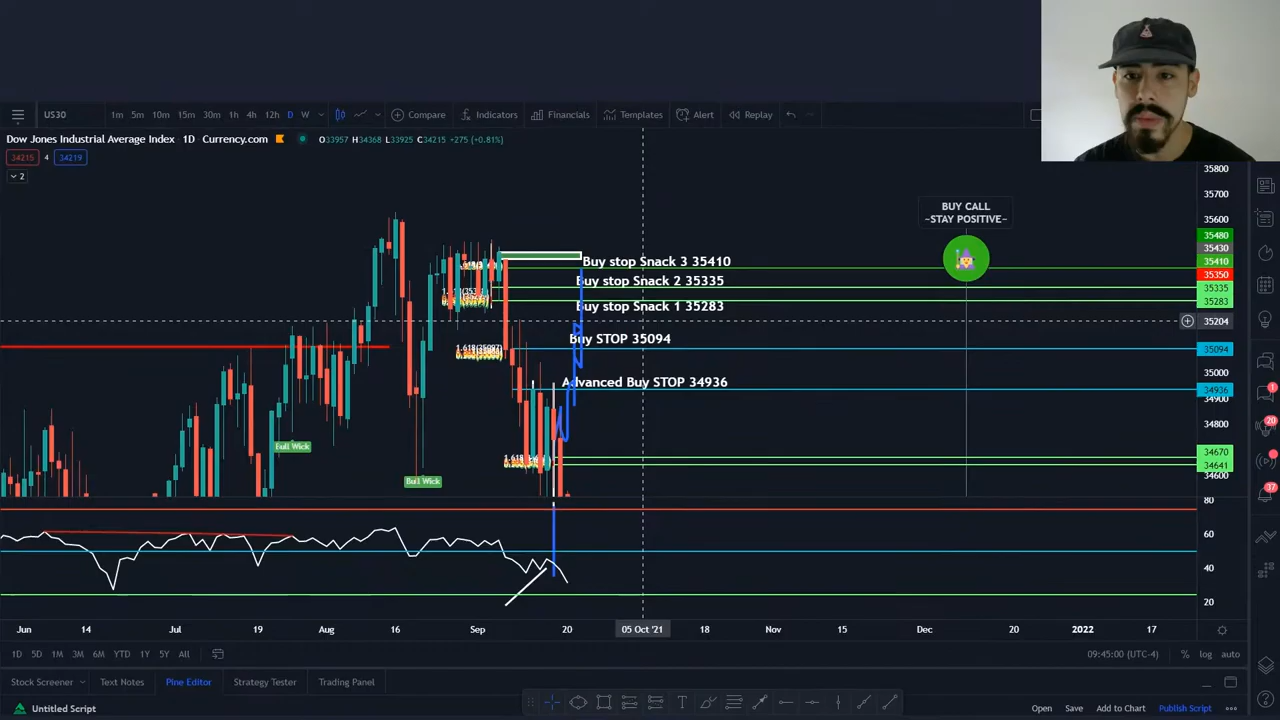 US30 1m 5m 10m 15m 30m 1h 4h 12h D W Compare Indicators Financials Templates Alert Replay
Dow Jones Industrial Average Index · 1D · Currency.com O33957 H34368 L33925 C34215 +275 (+0.81%)
34215 4 34219
2
BUY CALL
~STAY POSITIVE~
Buy stop Snack 3 35410
Buy stop Snack 2 35335
Buy stop Snack 1 35283
Buy STOP 35094
Advanced Buy STOP 34936
Bull Wick
Bull Wick
35800
35700
35600
35480
35430
35410
35350
35335
35283
35204
35094
35000
34936
34900
34800
34670
34641
34600
80
60
40
20
Jun 14 Jul 19 Aug 16 Sep 20 05 Oct '21 18 Nov 15 Dec 20 2022 17
1D 5D 1M 3M 6M YTD 1Y 5Y All 09:45:00 (UTC-4) % log auto
Stock Screener Text Notes Pine Editor Strategy Tester Trading Panel
Untitled Script Open Save Add to Chart Publish Script
1
20
37